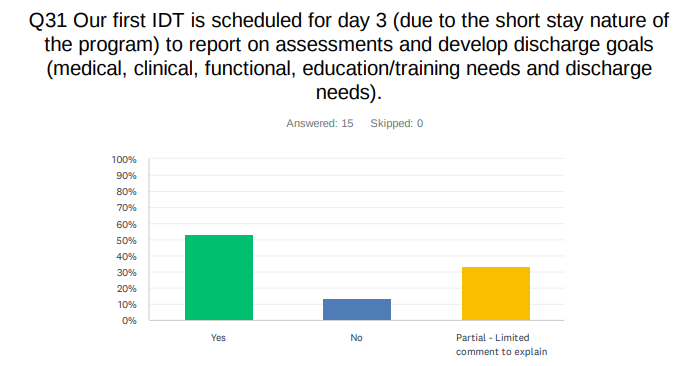 Q31 Our first IDT is scheduled for day 3 (due to the short stay nature of
the program) to report on assessments and develop discharge goals
(medical, clinical, functional, education/training needs and discharge
needs).
Answered: 15 Skipped: 0
100%
90%
80%
70%
60%
50%
40%
30%
20%
10%
0%
Yes
No
Partial - Limited
comment to explain